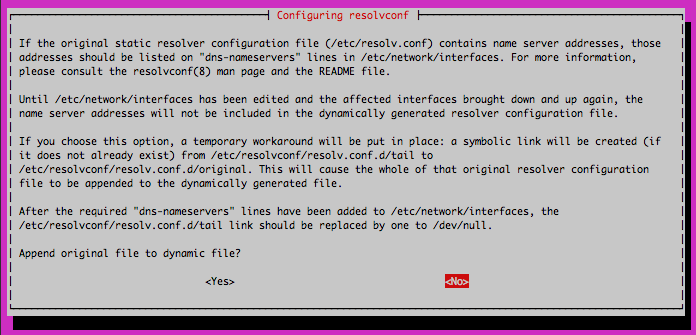 Configuring resolvconf
If the original static resolver configuration file (/etc/resolv.conf) contains name server addresses, those
addresses should be listed on "dns-nameservers" lines in /etc/network/interfaces. For more information,
please consult the resolvconf(8) man page and the README file.
Until /etc/network/interfaces has been edited and the affected interfaces brought down and up again, the
name server addresses will not be included in the dynamically generated resolver configuration file.
If you choose this option, a temporary workaround will be put in place: a symbolic link will be created (if
it does not already exist) from /etc/resolvconf/resolv.conf.d/tail to
/etc/resolvconf/resolv.conf.d/original. This will cause the whole of that original resolver configuration
file to be appended to the dynamically generated file.
After the required "dns-nameservers" lines have been added to /etc/network/interfaces, the
/etc/resolvconf/resolv.conf.d/tail link should be replaced by one to /dev/null.
Append original file to dynamic file?
<Yes> <No>